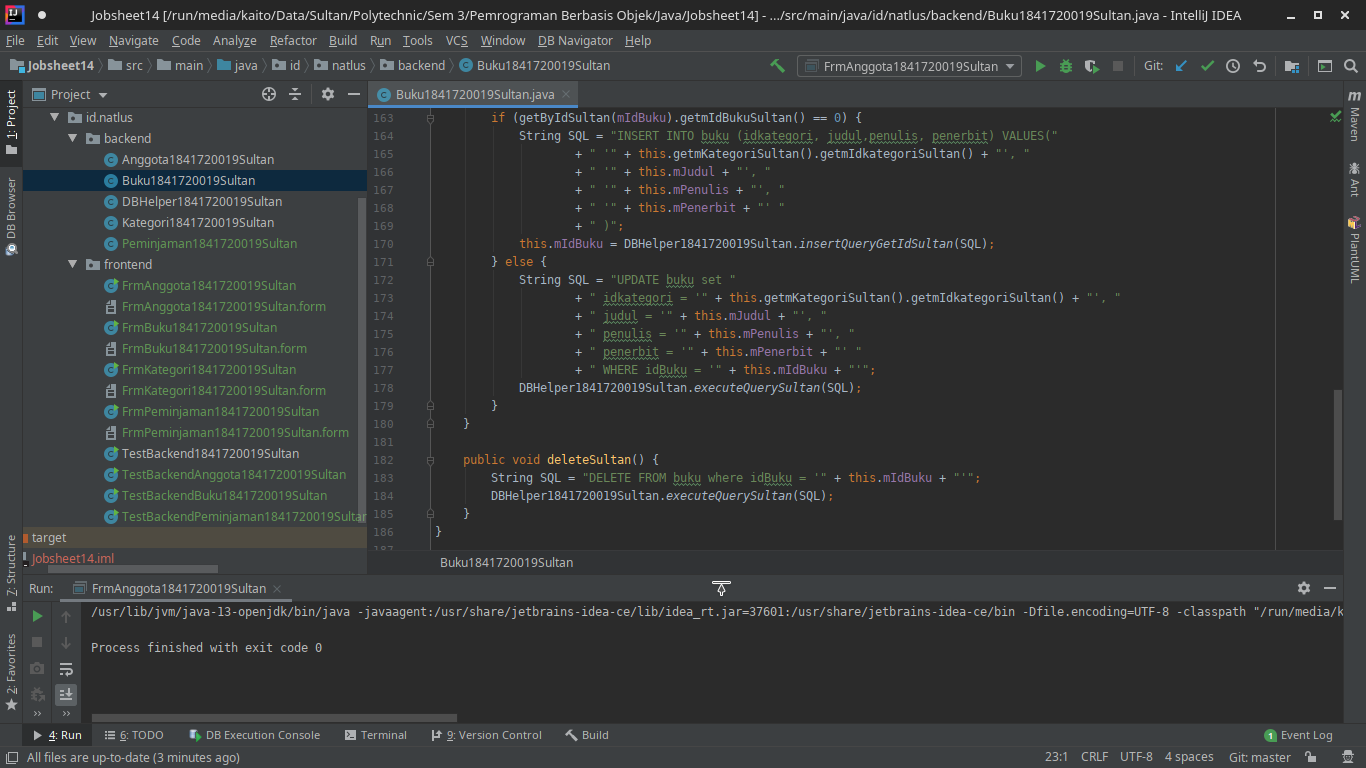 Jobsheet14 [/run/media/kaito/Data/Sultan/Polytechnic/Sem 3/Pemrograman Berbasis Objek/Java/Jobsheet14] - .../src/main/java/id/natlus/backend/Buku1841720019Sultan.java - IntelliJ IDEA
File Edit View Navigate Code Analyze Refactor Build Run Tools VCS Window DB Navigator Help
Jobsheet14 src main java id natlus backend Buku1841720019Sultan FrmAnggota1841720019Sultan Git:
1: Project
DB Browser
Z: Structure
2: Favorites
Project
id.natlus
backend
Anggota1841720019Sultan
Buku1841720019Sultan
DBHelper1841720019Sultan
Kategori1841720019Sultan
Peminjaman1841720019Sultan
frontend
FrmAnggota1841720019Sultan
FrmAnggota1841720019Sultan.form
FrmBuku1841720019Sultan
FrmBuku1841720019Sultan.form
FrmKategori1841720019Sultan
FrmKategori1841720019Sultan.form
FrmPeminjaman1841720019Sultan
FrmPeminjaman1841720019Sultan.form
TestBackend1841720019Sultan
TestBackendAnggota1841720019Sultan
TestBackendBuku1841720019Sultan
TestBackendPeminjaman1841720019Sultan
target
Jobsheet14.iml
Buku1841720019Sultan.java
163 if (getByIdSultan(mIdBuku).getmIdBukuSultan() == 0) {
164 String SQL = "INSERT INTO buku (idkategori, judul,penulis, penerbit) VALUES("
165 + " '" + this.getmKategoriSultan().getmIdkategoriSultan() + "', "
166 + " '" + this.mJudul + "', "
167 + " '" + this.mPenulis + "', "
168 + " '" + this.mPenerbit + "' "
169 + " )";
170 this.mIdBuku = DBHelper1841720019Sultan.insertQueryGetIdSultan(SQL);
171 } else {
172 String SQL = "UPDATE buku set "
173 + " idkategori = '" + this.getmKategoriSultan().getmIdkategoriSultan() + "', "
174 + " judul = '" + this.mJudul + "', "
175 + " penulis = '" + this.mPenulis + "', "
176 + " penerbit = '" + this.mPenerbit + "' "
177 + " WHERE idBuku = '" + this.mIdBuku + "'";
178 DBHelper1841720019Sultan.executeQuerySultan(SQL);
179 }
180 }
181
182 public void deleteSultan() {
183 String SQL = "DELETE FROM buku where idBuku = '" + this.mIdBuku + "'";
184 DBHelper1841720019Sultan.executeQuerySultan(SQL);
185 }
186 }
187
Buku1841720019Sultan
m Maven
Ant
PlantUML
Run: FrmAnggota1841720019Sultan
/usr/lib/jvm/java-13-openjdk/bin/java -javaagent:/usr/share/jetbrains-idea-ce/lib/idea_rt.jar=37601:/usr/share/jetbrains-idea-ce/bin -Dfile.encoding=UTF-8 -classpath "/run/media/k
Process finished with exit code 0
4: Run 6: TODO DB Execution Console Terminal 9: Version Control Build 1 Event Log
All files are up-to-date (3 minutes ago) 23:1 CRLF UTF-8 4 spaces Git: master